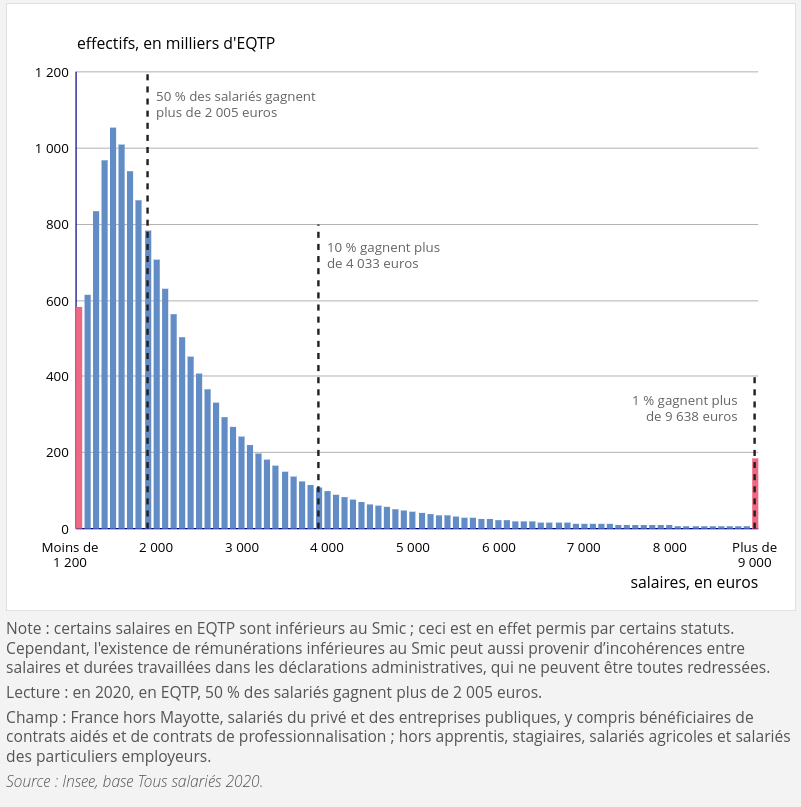 effectifs, en milliers d'EQTP
1 200
50 % des salariés gagnent
plus de 2 005 euros
1 000
800
10 % gagnent plus
de 4 033 euros
600
400
1 % gagnent plus
de 9 638 euros
200
0
Moins de
1 200
2 000
3 000
4 000
5 000
6 000
7 000
8 000
Plus de
9 000
salaires, en euros
Note : certains salaires en EQTP sont inférieurs au Smic ; ceci est en effet permis par certains statuts.
Cependant, l'existence de rémunérations inférieures au Smic peut aussi provenir d’incohérences entre
salaires et durées travaillées dans les déclarations administratives, qui ne peuvent être toutes redressées.
Lecture : en 2020, en EQTP, 50 % des salariés gagnent plus de 2 005 euros.
Champ : France hors Mayotte, salariés du privé et des entreprises publiques, y compris bénéficiaires de
contrats aidés et de contrats de professionnalisation ; hors apprentis, stagiaires, salariés agricoles et salariés
des particuliers employeurs.
Source : Insee, base Tous salariés 2020.